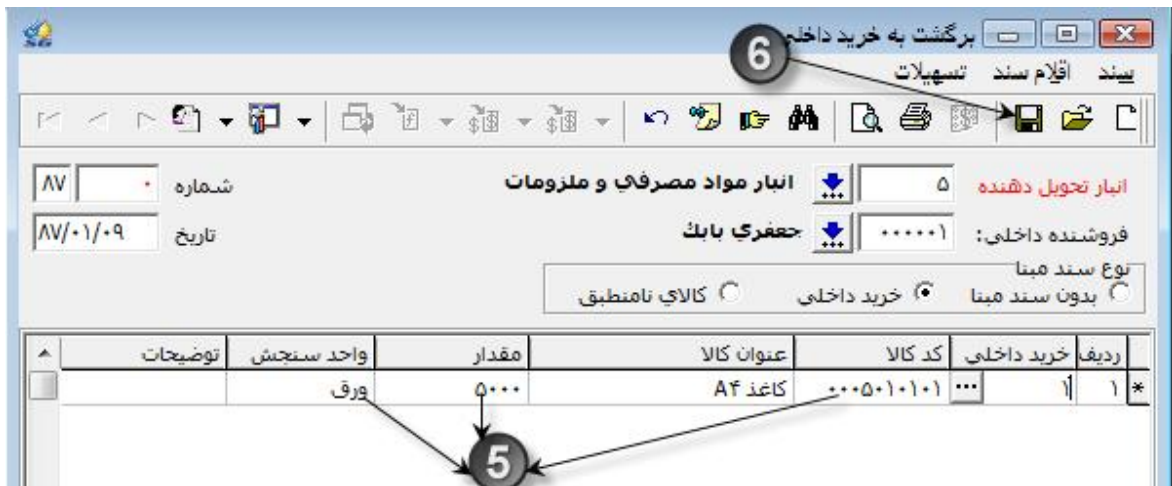 برگشت به خرید داخلی
سند اقلام سند تسهیلات
6
انبار تحویل دهنده ۵ انبار مواد مصرفي و ملزومات شماره ۰ ۸۷
فروشنده داخلی: ۰۰۰۰۰۱ جعفري بابك تاریخ ۸۷/۰۱/۰۹
نوع سند مبنا
بدون سند مبنا خرید داخلی کالاي نامنطبق
ردیف خرید داخلی کد کالا عنوان کالا مقدار واحد سنجش توضیحات
* ۱ ۱ ... ۰۰۰۵۰۱۰۱۰۱ کاغذ A۴ ۵۰۰۰ ورق
5